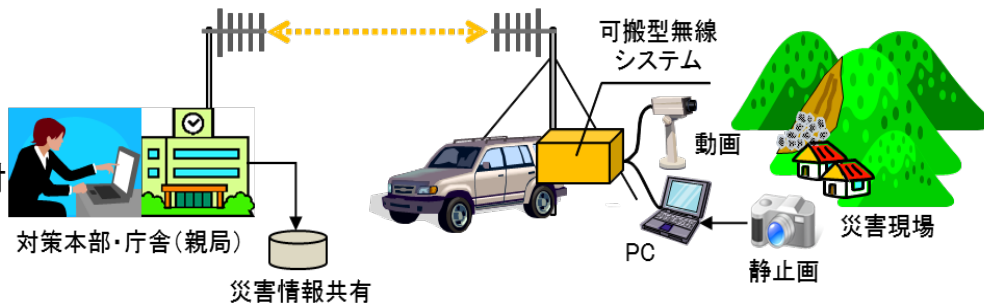 可搬型無線
システム
動画
対策本部・庁舎(親局)
PC
災害現場
静止画
災害情報共有